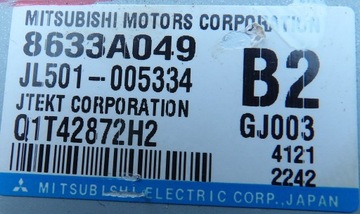 MITSUBISHI MOTORS CORPORATION
8633A049
JL501-005334
B2
JTEKT CORPORATION
Q1T42872H2
GJ003
4121
2242
MITSUBISHI ELECTRIC CORP., JAPAN